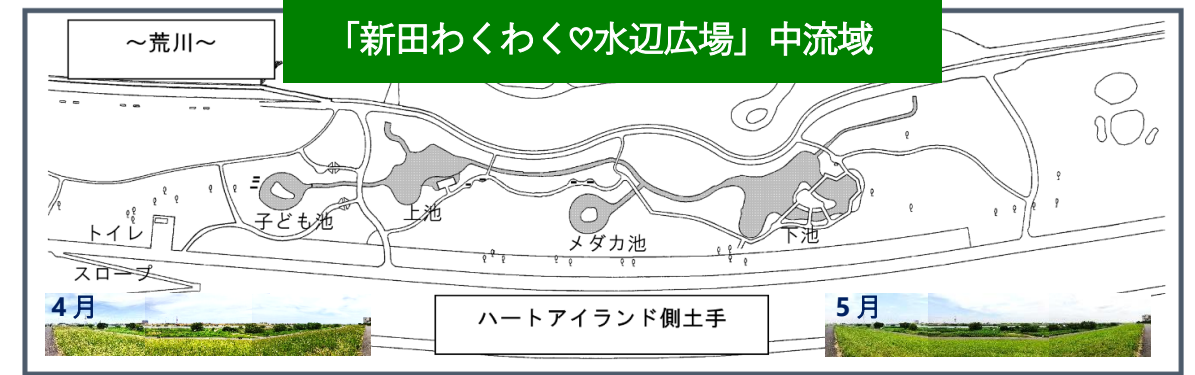 「新田わくわく♡水辺広場」中流域
～荒川～
子ども池
上池
メダカ池
下池
トイレ
スロープ
4月
ハートアイランド側土手
5月